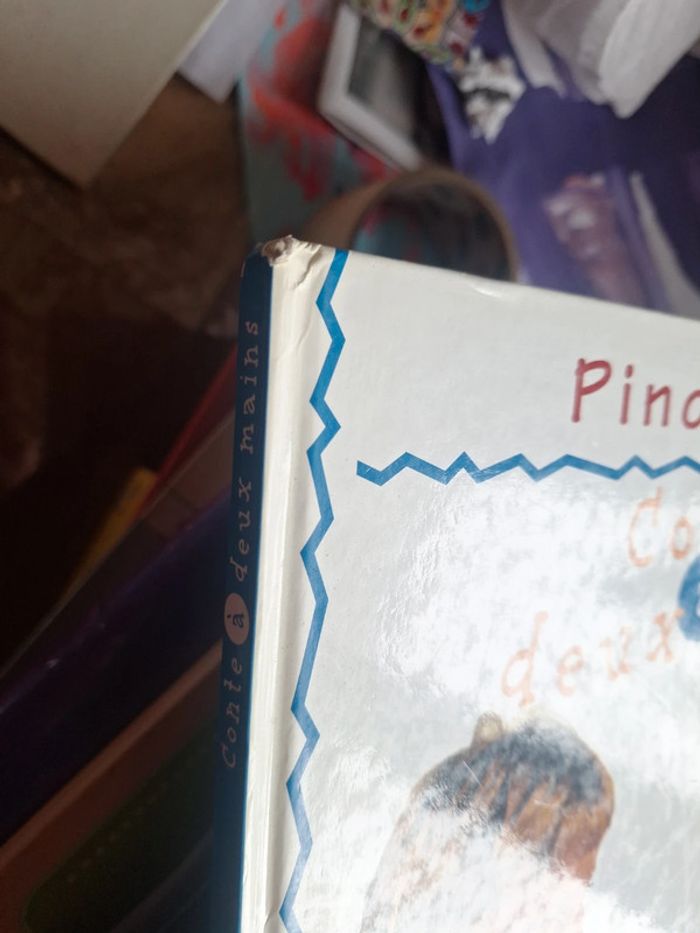 Conte à deux mains
Pin
Co
deux